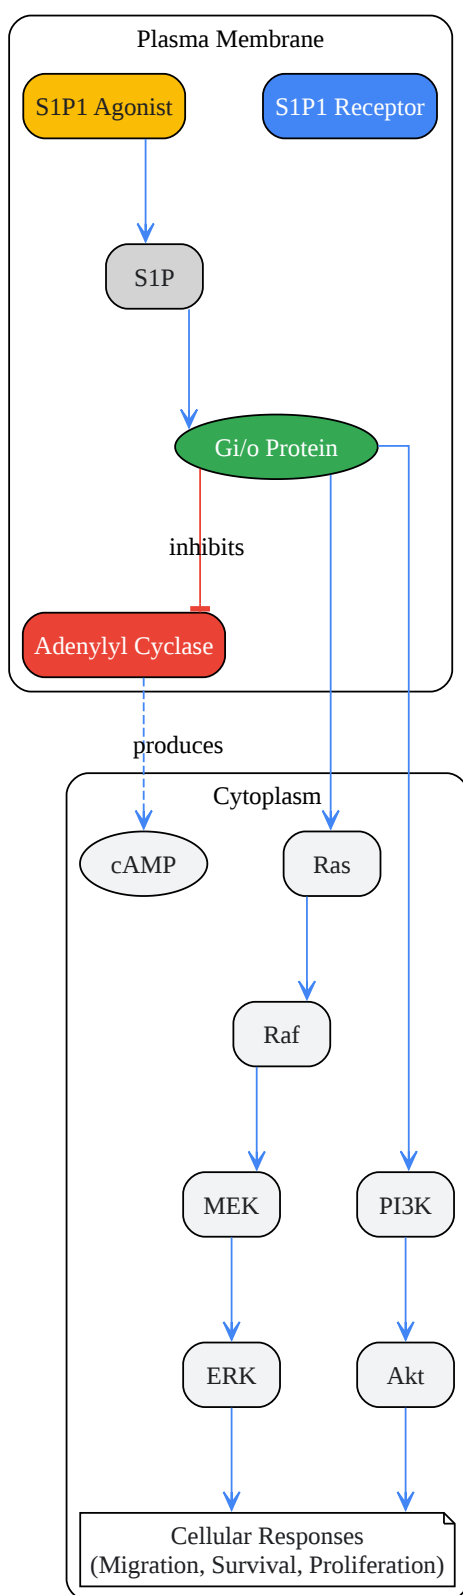 Plasma Membrane
S1P1 Agonist
S1P1 Receptor
S1P
Gi/o Protein
inhibits
Adenylyl Cyclase
produces
Cytoplasm
cAMP
Ras
Raf
MEK
PI3K
ERK
Akt
Cellular Responses
(Migration, Survival, Proliferation)